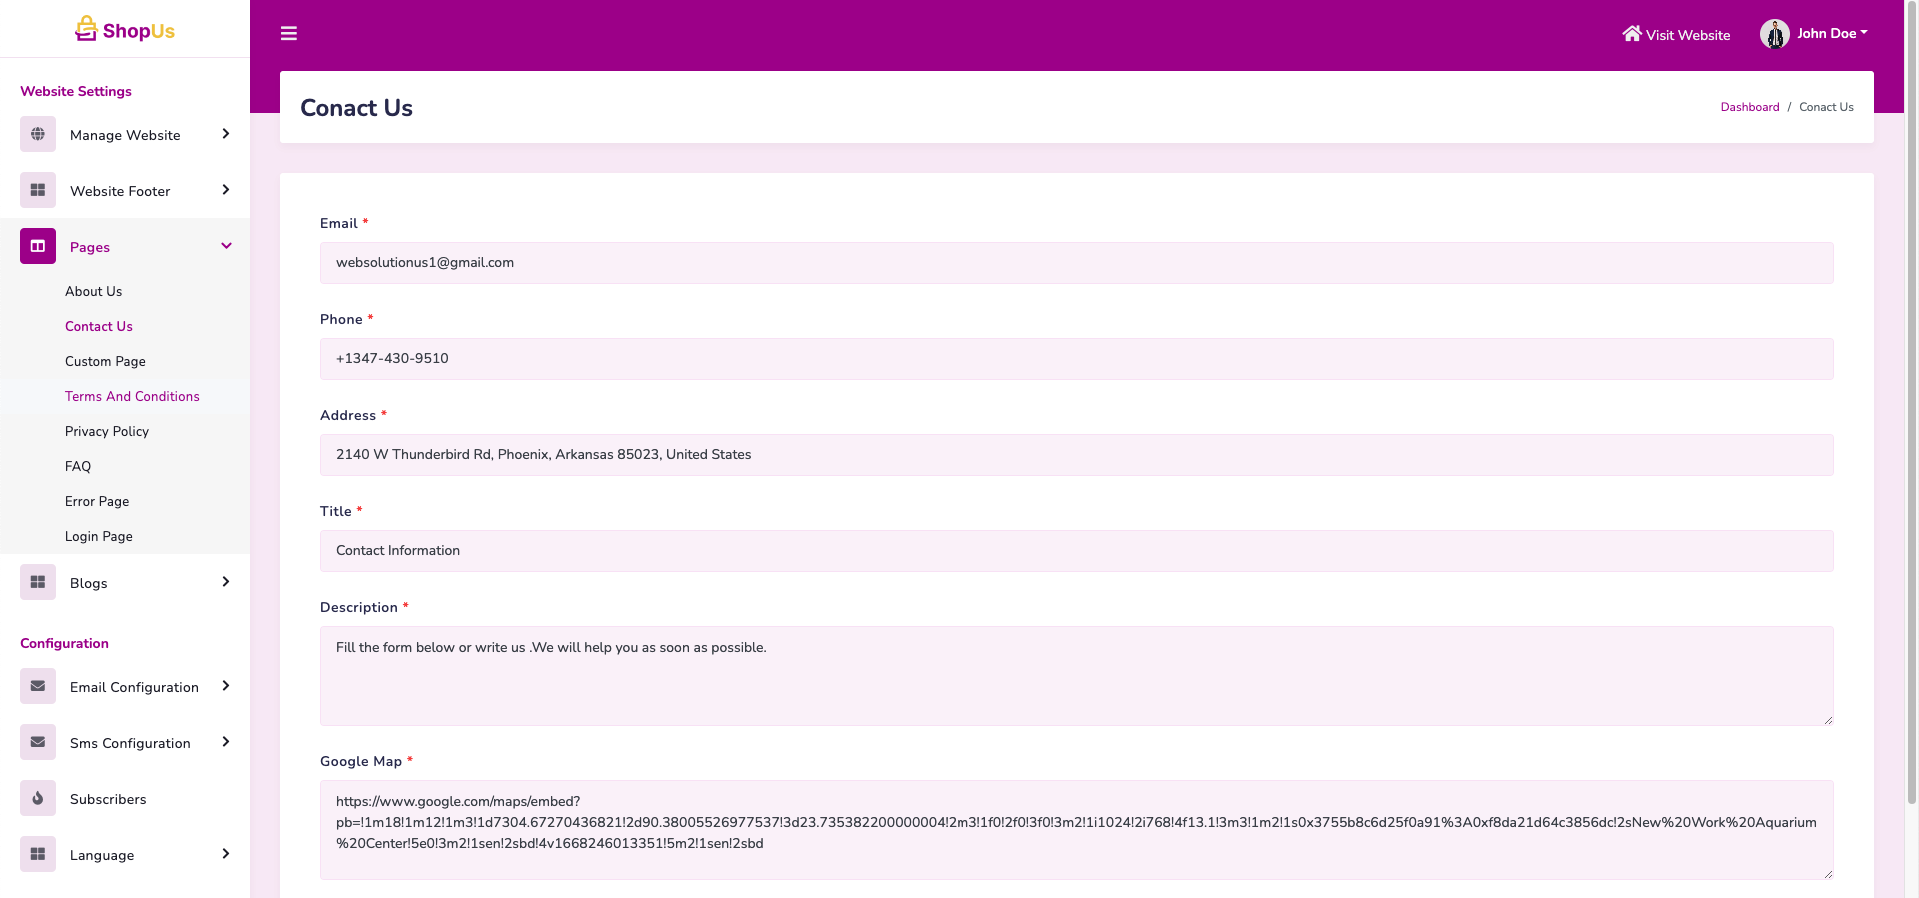 ShopUs
Visit Website
John Doe
Website Settings
Manage Website
Website Footer
Pages
About Us
Contact Us
Custom Page
Terms And Conditions
Privacy Policy
FAQ
Error Page
Login Page
Blogs
Configuration
Email Configuration
Sms Configuration
Subscribers
Language
Conact Us
Dashboard / Conact Us
Email *
websolutionus1@gmail.com
Phone *
+1347-430-9510
Address *
2140 W Thunderbird Rd, Phoenix, Arkansas 85023, United States
Title *
Contact Information
Description *
Fill the form below or write us .We will help you as soon as possible.
Google Map *
https://www.google.com/maps/embed?
pb=!1m18!1m12!1m3!1d7304.67270436821!2d90.38005526977537!3d23.735382200000004!2m3!1f0!2f0!3f0!3m2!1i1024!2i768!4f13.1!3m3!1m2!1s0x3755b8c6d25f0a91%3A0xf8da21d64c3856dc!2sNew%20Work%20Aquarium
%20Center!5e0!3m2!1sen!2sbd!4v1668246013351!5m2!1sen!2sbd